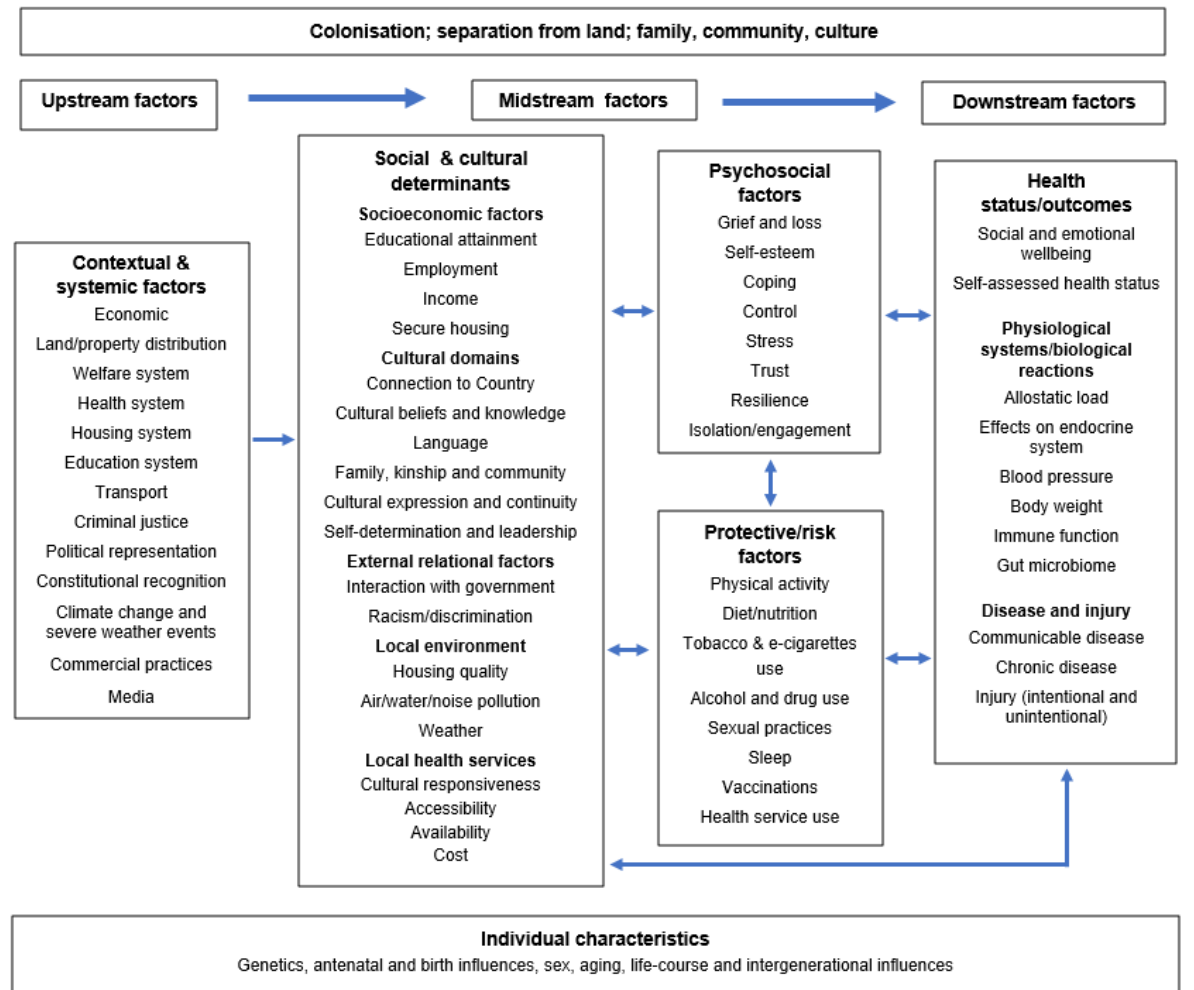 Colonisation; separation from land; family, community, culture
Upstream factors
Midstream factors
Downstream factors
Contextual &
systemic factors
Economic
Land/property distribution
Welfare system
Health system
Housing system
Education system
Transport
Criminal justice
Political representation
Constitutional recognition
Climate change and
severe weather events
Commercial practices
Media
Social & cultural
determinants
Socioeconomic factors
Educational attainment
Employment
Income
Secure housing
Cultural domains
Connection to Country
Cultural beliefs and knowledge
Language
Family, kinship and community
Cultural expression and continuity
Self-determination and leadership
External relational factors
Interaction with government
Racism/discrimination
Local environment
Housing quality
Air/water/noise pollution
Weather
Local health services
Cultural responsiveness
Accessibility
Availability
Cost
Psychosocial
factors
Grief and loss
Self-esteem
Coping
Control
Stress
Trust
Resilience
Isolation/engagement
Protective/risk
factors
Physical activity
Diet/nutrition
Tobacco & e-cigarettes
use
Alcohol and drug use
Sexual practices
Sleep
Vaccinations
Health service use
Health
status/outcomes
Social and emotional
wellbeing
Self-assessed health status
Physiological
systems/biological
reactions
Allostatic load
Effects on endocrine
system
Blood pressure
Body weight
Immune function
Gut microbiome
Disease and injury
Communicable disease
Chronic disease
Injury (intentional and
unintentional)
Individual characteristics
Genetics, antenatal and birth influences, sex, aging, life-course and intergenerational influences